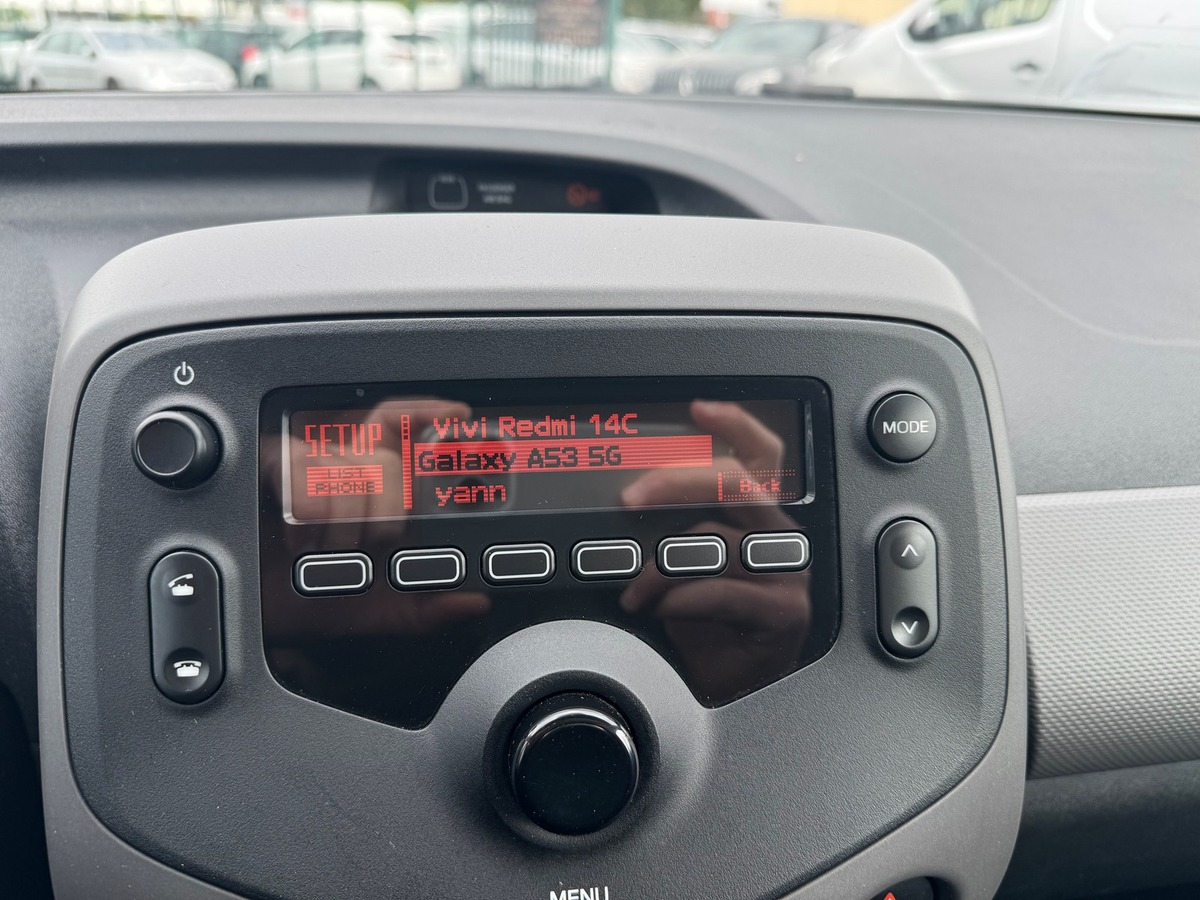 SETUP
LIST
PHONE
Vivi Redmi 14C
Galaxy A53 5G
yann
Back
MODE
MENU